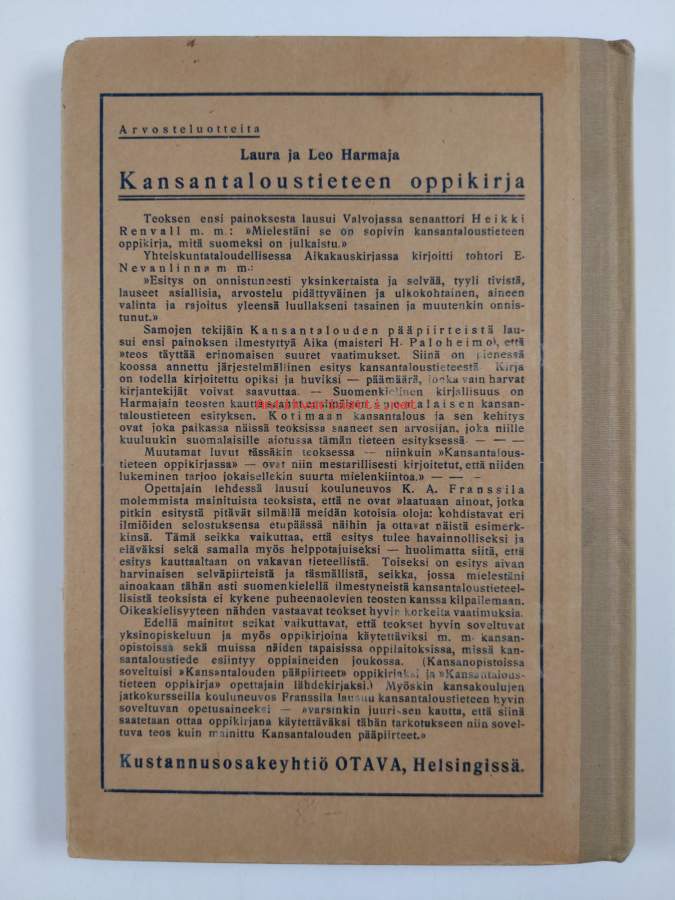 Arvosteluotteita
Laura ja Leo Harmaja
Kansantaloustieteen oppikirja
Teoksen ensi painoksesta lausui Valvojassa senaattori Heikki
Renvall m. m.: »Mielestäni se on sopivin kansantaloustieteen
oppikirja, mitä suomeksi on julkaistu.»
Yhteiskuntataloudellisessa Aikakauskirjassa kirjoitti tohtori E.
Nevanlinna m m.:
»Esitys on onnistuneesti yksinkertaista ja selvää, tyyli tivistä,
lauseet asiallisia, arvostelu pidättyväinen ja ulkokohtainen, aineen
valinta ja rajoitus yleensä luullakseni tasainen ja muutenkin onnis-
tunut.»
Samojen tekijäin Kansantalouden pääpiirteistä lau-
sui ensi painoksen ilmestyttyä Aika (maisteri H. Paloheimo), että
»teos täyttää erinomaisen suuret vaatimukset. Siinä on pienessä
koossa annettu järjestelmällinen esitys kansantaloustieteestä. Kirja
on todella kirjoitettu opiksi ja huviksi — päämäärä, jonka vain harvat
kirjantekijät voivat saavuttaa. — Suomenkielinen kirjallisuus on
Harmajain teosten kautta saanut ensimäisen suomalaisen kansan-
taloustieteen esityksen. Kotimaan kansantalous ja sen kehitys
ovat joka paikassa näissä teoksissa saaneet sen arvosijan, joka niille
kuuluukin suomalaisille aiotussa tämän tieteen esityksessä. — — —
Muutamat luvut tässäkin teoksessa — niinkuin »Kansantalous-
tieteen oppikirjassa» — ovat niin mestarillisesti kirjoitetut, että niiden
lukeminen tarjoo jokaisellekin suurta mielenkiintoa.» — — —
Opettajain lehdessä lausui kouluneuvos K. A. Franssila
molemmista mainituista teoksista, että ne ovat »laatuaan ainoat, jotka
pitkin esitystä pitävät silmällä meidän kotoisia oloja: kohdistavat eri
ilmiöiden selostuksensa etupäässä näihin ja ottavat näistä esimerk-
kinsä. Tämä seikka vaikuttaa, että esitys tulee havainnolliseksi ja
eläväksi sekä samalla myös helppotajuiseksi — huolimatta siitä, että
esitys kauttaaltaan on vakavan tieteellistä. Toiseksi on esitys aivan
harvinaisen selväpiirteistä ja täsmällistä, seikka, jossa mielestäni
ainoakaan tähän asti suomenkielellä ilmestyneistä kansantaloustieteel-
lisistä teoksista ei kykene puheenaolevien teosten kanssa kilpailemaan.
Oikeakielisyyteen nähden vastaavat teokset hyvin korkeita vaatimuksia.
Edellä mainitut seikat vaikuttavat, että teokset hyvin soveltuvat
yksinopiskeluun ja myös oppikirjoina käytettäviksi m. m. kansan-
opistoissa sekä muissa näiden tapaisissa oppilaitoksissa, missä kan-
santaloustiede esiintyy oppiaineiden joukossa. (Kansanopistoissa
soveltuisi »Kansantalouden pääpiirteet» oppikirjaksi ja »Kansantalous-
tieteen oppikirja» opettajain lähdekirjaksi.) Myöskin kansakoulujen
jatkokursseilla kouluneuvos Franssila lausuu kansantaloustieteen hyvin
soveltuvan opetusaineeksi — »varsinkin juuri sen kautta, että siinä
saatetaan ottaa oppikirjana käytettäväksi tähän tarkotukseen niin sovel-
tuva teos kuin mainittu Kansantalouden pääpiirteet.»
Kustannusosakeyhtiö OTAVA, Helsingissä.